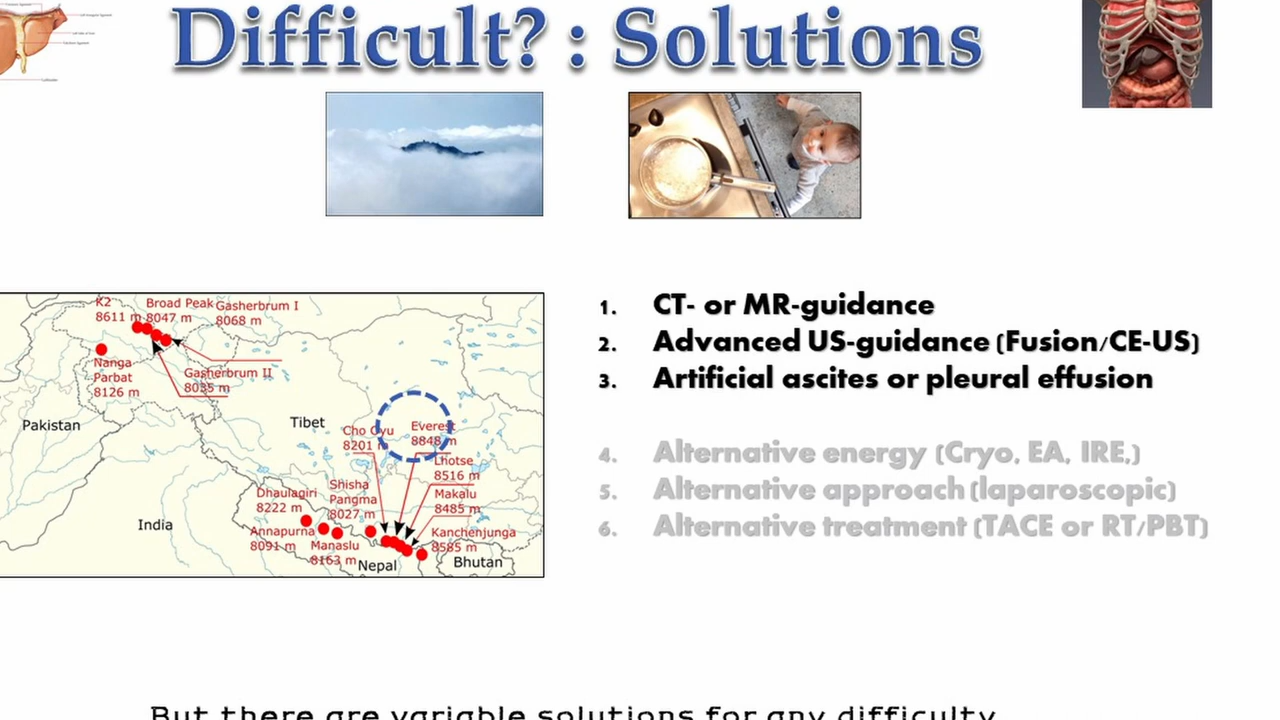 Difficult? : Solutions
K2
8611 m
Broad Peak
8047 m
Gasherbrum I
8068 m
Nanga
Parbat
8126 m
Gasherbrum II
8035 m
Pakistan
Tibet
Cho Oyu
8201 m
Everest
8848 m
Lhotse
8516 m
Makalu
8485 m
Shisha
Pangma
8027 m
Dhaulagiri
8222 m
India
Annapurna
8091 m
Manaslu
8163 m
Kanchenjunga
8585 m
Nepal
Bhutan
1. CT- or MR-guidance
2. Advanced US-guidance (Fusion/CE-US)
3. Artificial ascites or pleural effusion
4. Alternative energy (Cryo, EA, IRE,)
5. Alternative approach (laparoscopic)
6. Alternative treatment (TACE or RT/PBT)
But there are variable solutions for any difficulty